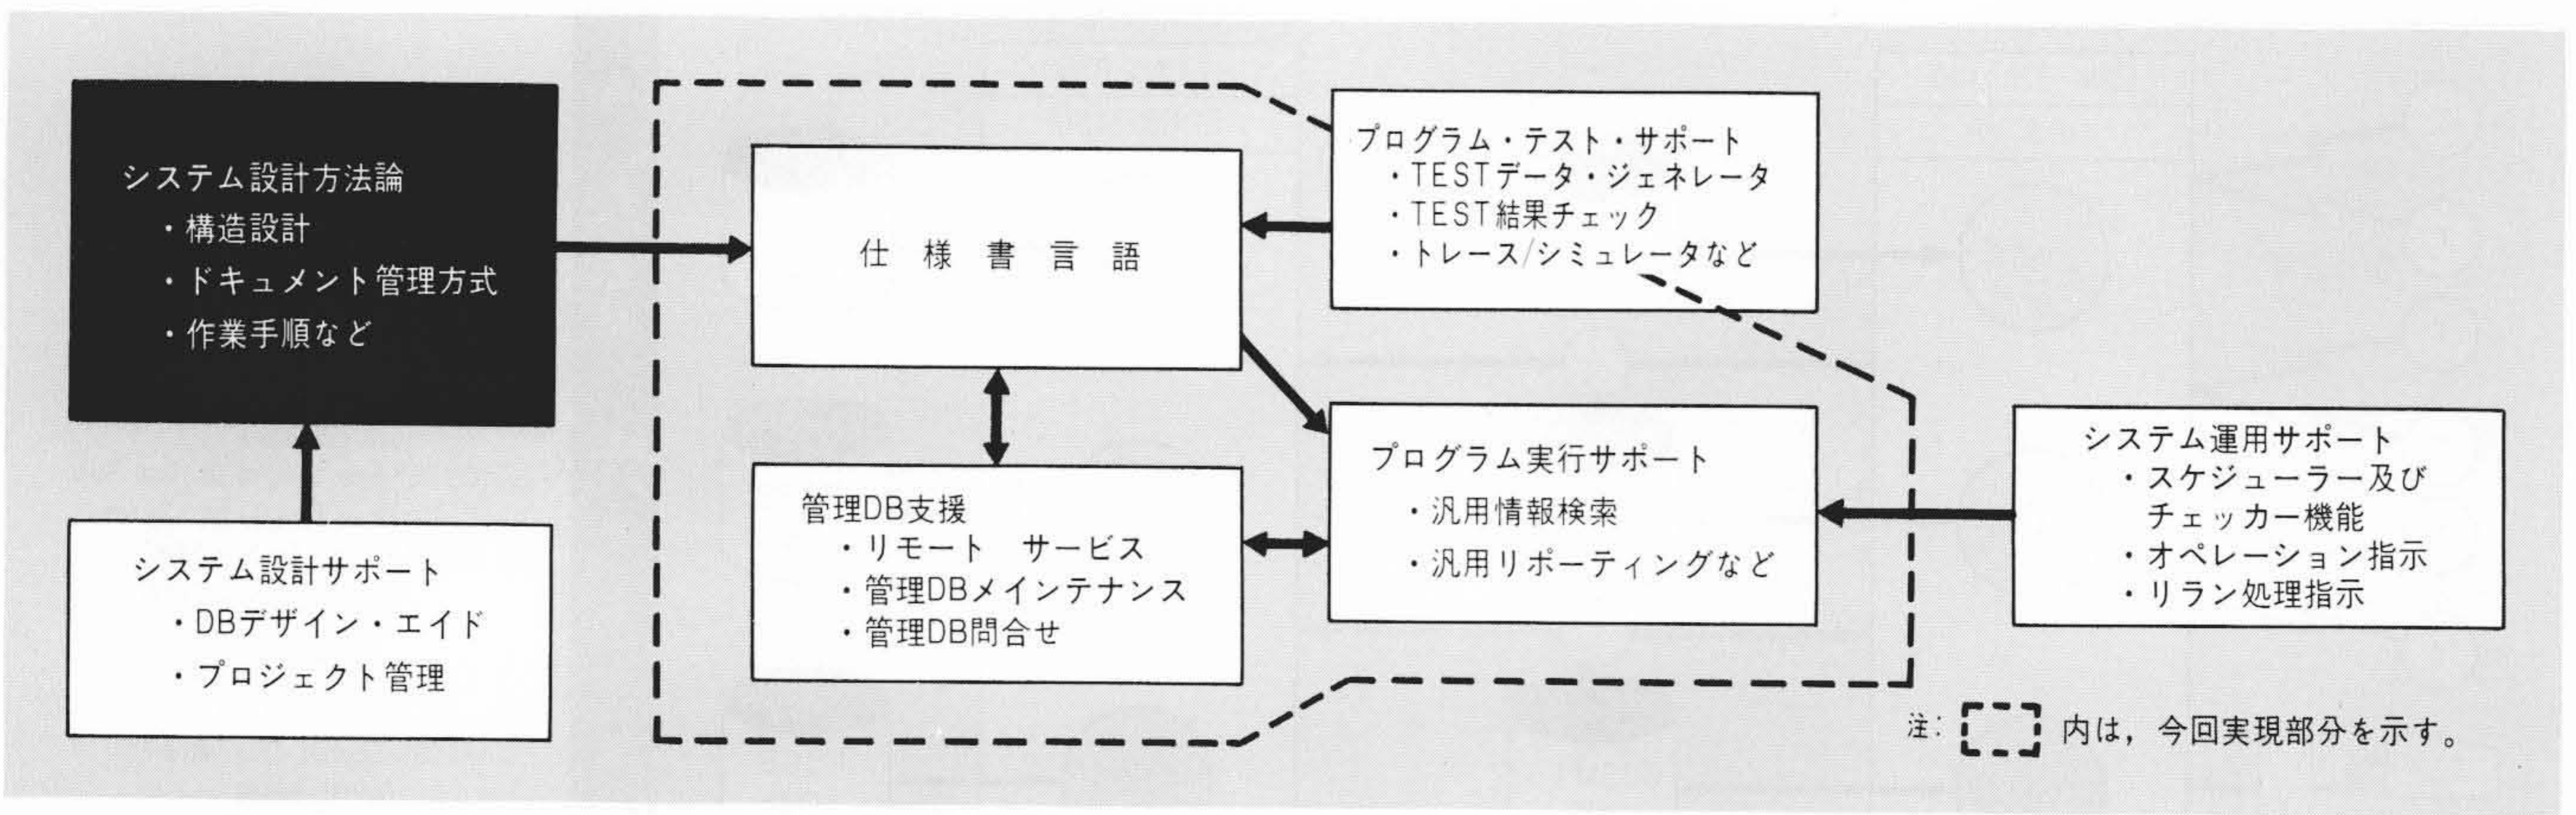 システム設計方法論
・構造設計
・ドキュメント管理方式
・作業手順など
システム設計サポート
・DBデザイン・エイド
・プロジェクト管理
仕様書言語
管理DB支援
・リモート サービス
・管理DBメインテナンス
・管理DB問合せ
プログラム・テスト・サポート
・TESTデータ・ジェネレータ
・TEST結果チェック
・トレース/シミュレータなど
プログラム実行サポート
・汎用情報検索
・汎用リポーティングなど
システム運用サポート
・スケジューラー及び
チェッカー機能
・オペレーション指示
・リラン処理指示
注: 内は，今回実現部分を示す。